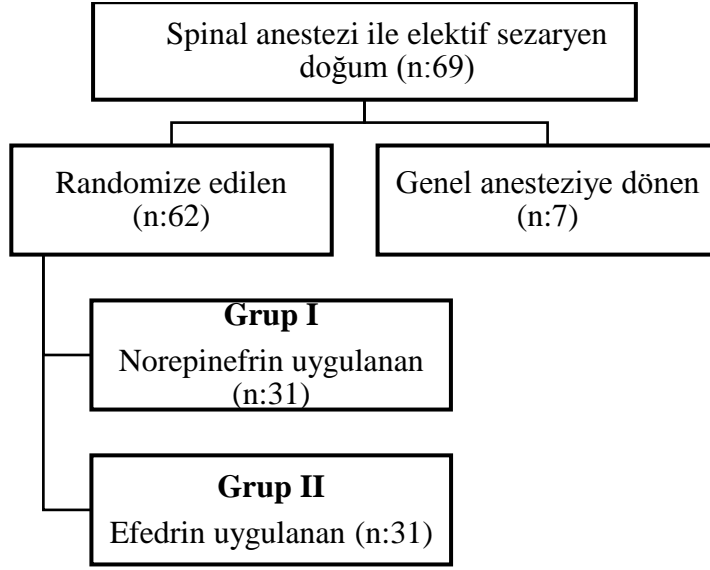 Spinal anestezi ile elektif sezaryen
doğum (n:69)
Randomize edilen
(n:62)
Genel anesteziye dönen
(n:7)
Grup I
Norepinefrin uygulanan
(n:31)
Grup II
Efedrin uygulanan (n:31)